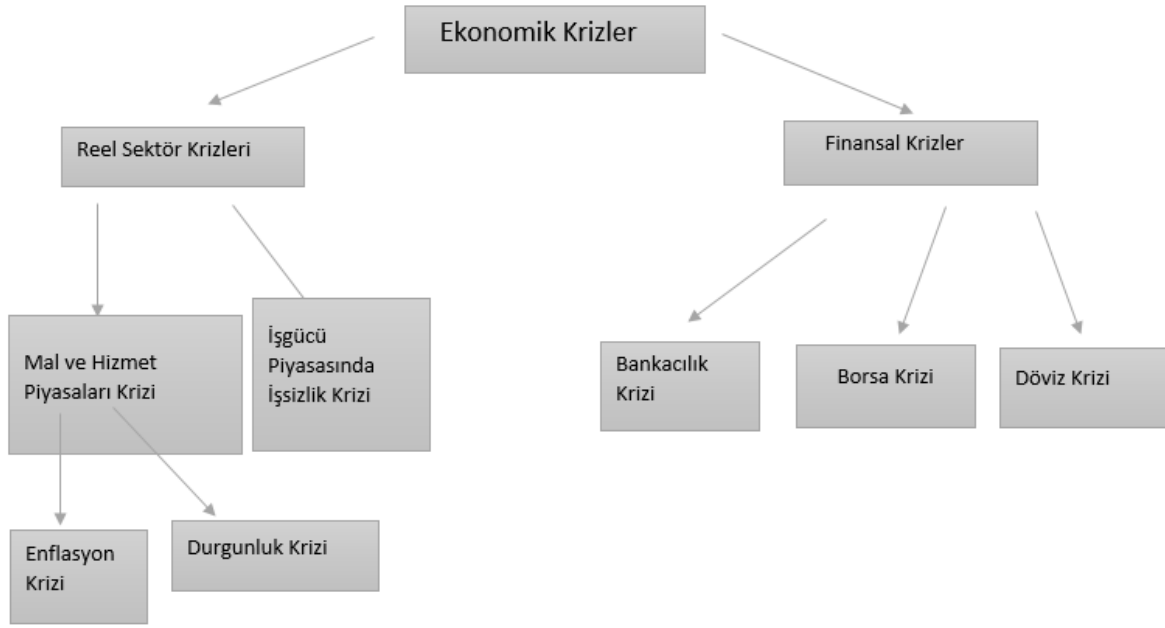 Ekonomik Krizler
Reel Sektör Krizleri
Finansal Krizler
Mal ve Hizmet
Piyasaları Krizi
İşgücü
Piyasasında
İşsizlik Krizi
Bankacılık
Krizi
Borsa Krizi
Döviz Krizi
Enflasyon
Krizi
Durgunluk Krizi